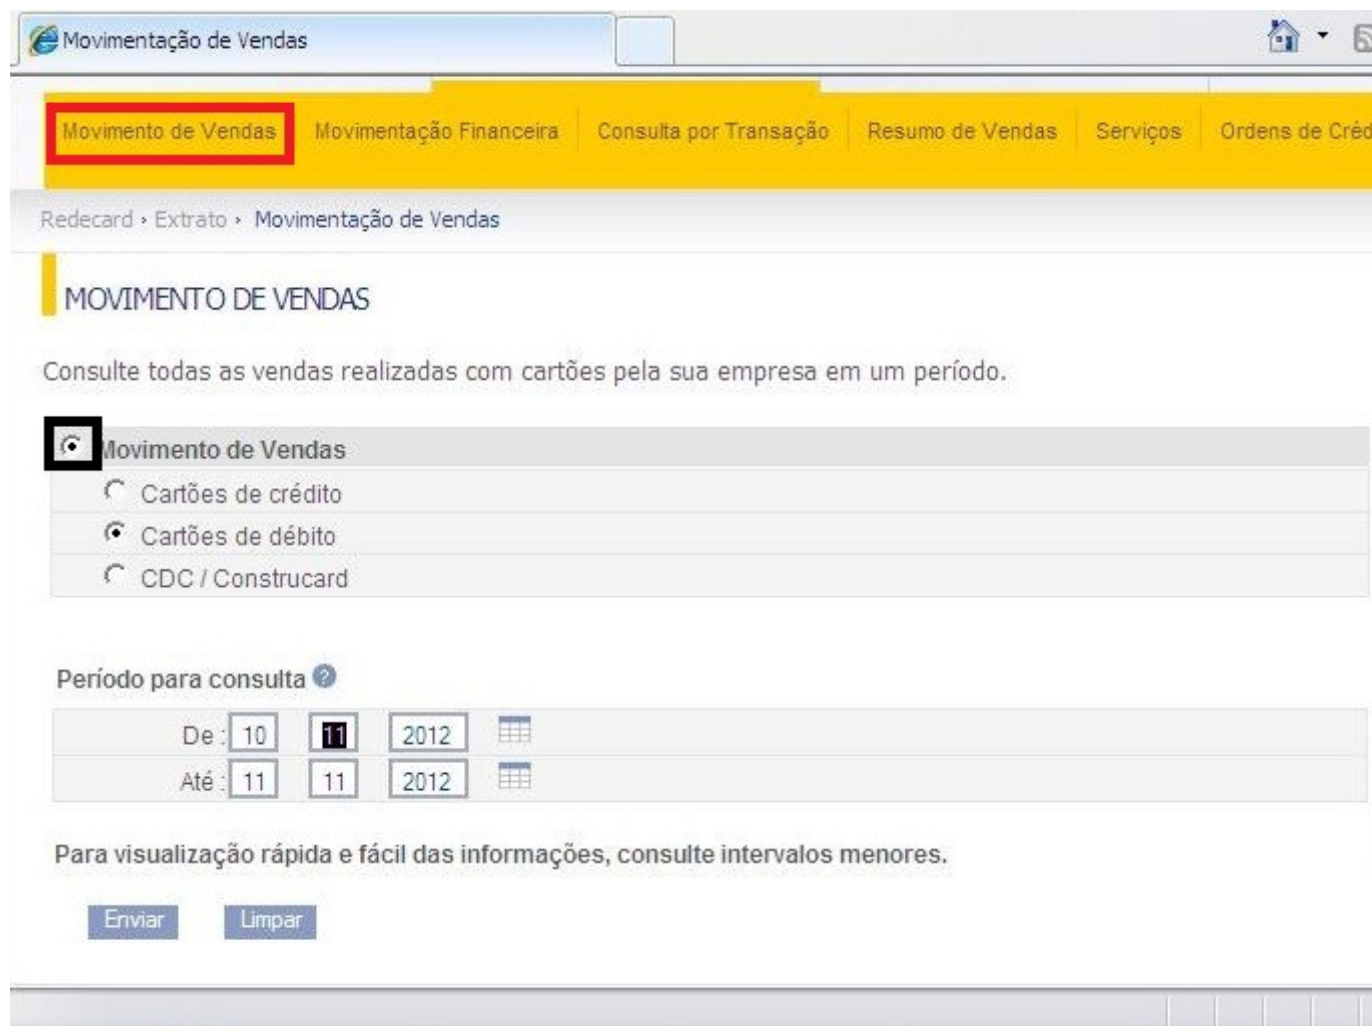 Movimentação de Vendas
Movimento de Vendas Movimentação Financeira Consulta por Transação Resumo de Vendas Serviços Ordens de Créd
Redecard › Extrato › Movimentação de Vendas
MOVIMENTO DE VENDAS
Consulte todas as vendas realizadas com cartões pela sua empresa em um período.
Movimento de Vendas
Cartões de crédito
Cartões de débito
CDC / Construcard
Período para consulta ?
De : 10 11 2012
Até : 11 11 2012
Para visualização rápida e fácil das informações, consulte intervalos menores.
Enviar Limpar